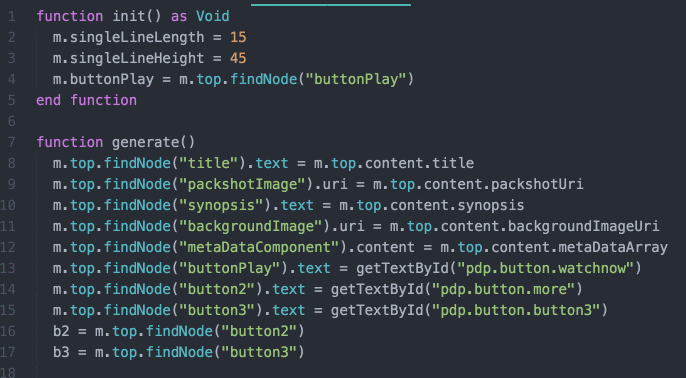 1 function init() as Void
2 m.singleLineLength = 15
3 m.singleLineHeight = 45
4 m.buttonPlay = m.top.findNode("buttonPlay")
5 end function
6
7 function generate()
8 m.top.findNode("title").text = m.top.content.title
9 m.top.findNode("packshotImage").uri = m.top.content.packshotUri
10 m.top.findNode("synopsis").text = m.top.content.synopsis
11 m.top.findNode("backgroundImage").uri = m.top.content.backgroundImageUri
12 m.top.findNode("metaDataComponent").content = m.top.content.metaDataArray
13 m.top.findNode("buttonPlay").text = getTextById("pdp.button.watchnow")
14 m.top.findNode("button2").text = getTextById("pdp.button.more")
15 m.top.findNode("button3").text = getTextById("pdp.button.button3")
16 b2 = m.top.findNode("button2")
17 b3 = m.top.findNode("button3")
18